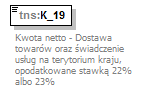 tns:K_19
Kwota netto - Dostawa
towarów oraz świadczenie
usług na terytorium kraju,
opodatkowane stawką 22%
albo 23%